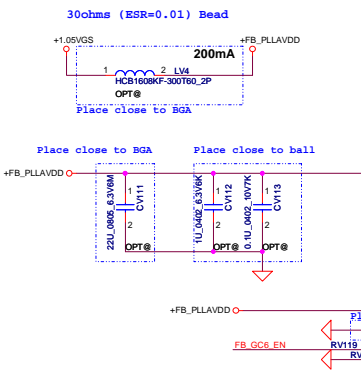 30ohms (ESR=0.01) Bead
+1.05VGS
+FB_PLLAVDD
200mA
1
2
LV4
HCB1608KF-300T60_2P
OPT@
Place close to BGA
Place close to BGA
Place close to ball
+FB_PLLAVDD
22U_0805_6.3V6M
1
2
CV111
OPT@
1U_0402_6.3V6K
1
2
CV112
OPT@
0.1U_0402_10V7K
1
2
CV113
OPT@
+FB_PLLAVDD
Pl
FB_GC6_EN
RV119
RV